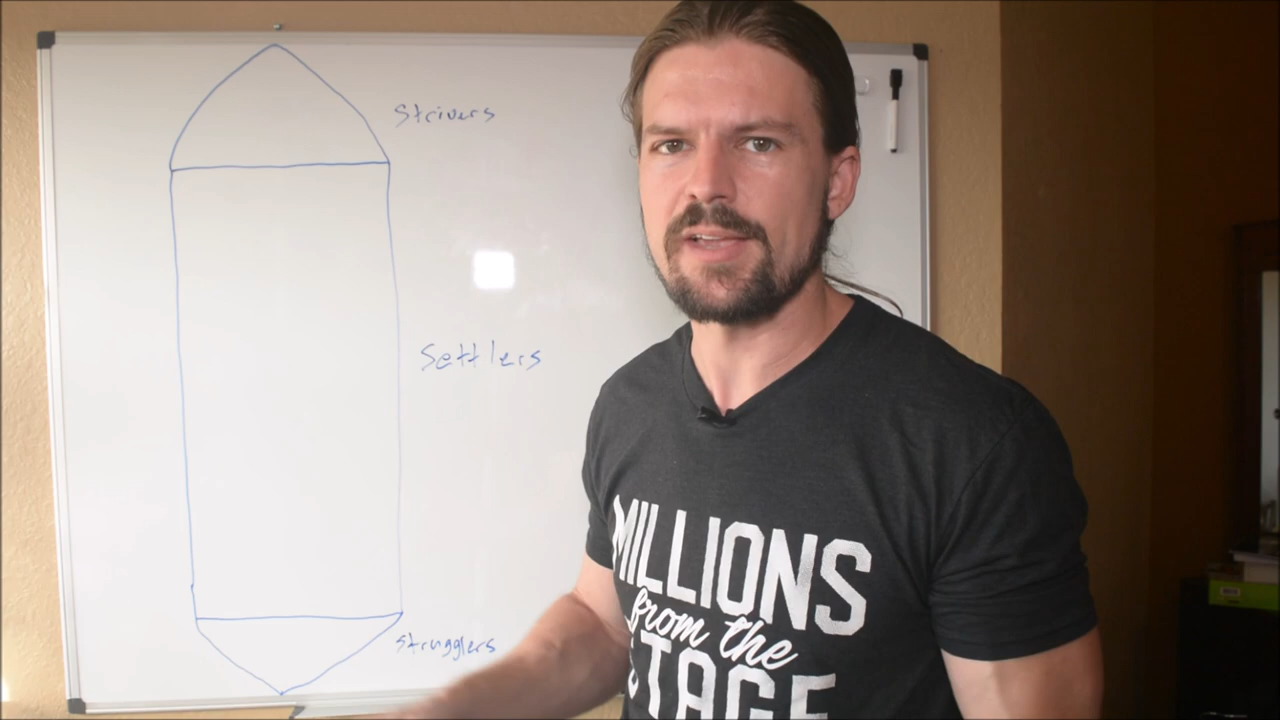 Strivers
Settlers
Strugglers
MILLIONS
from the
STAGE